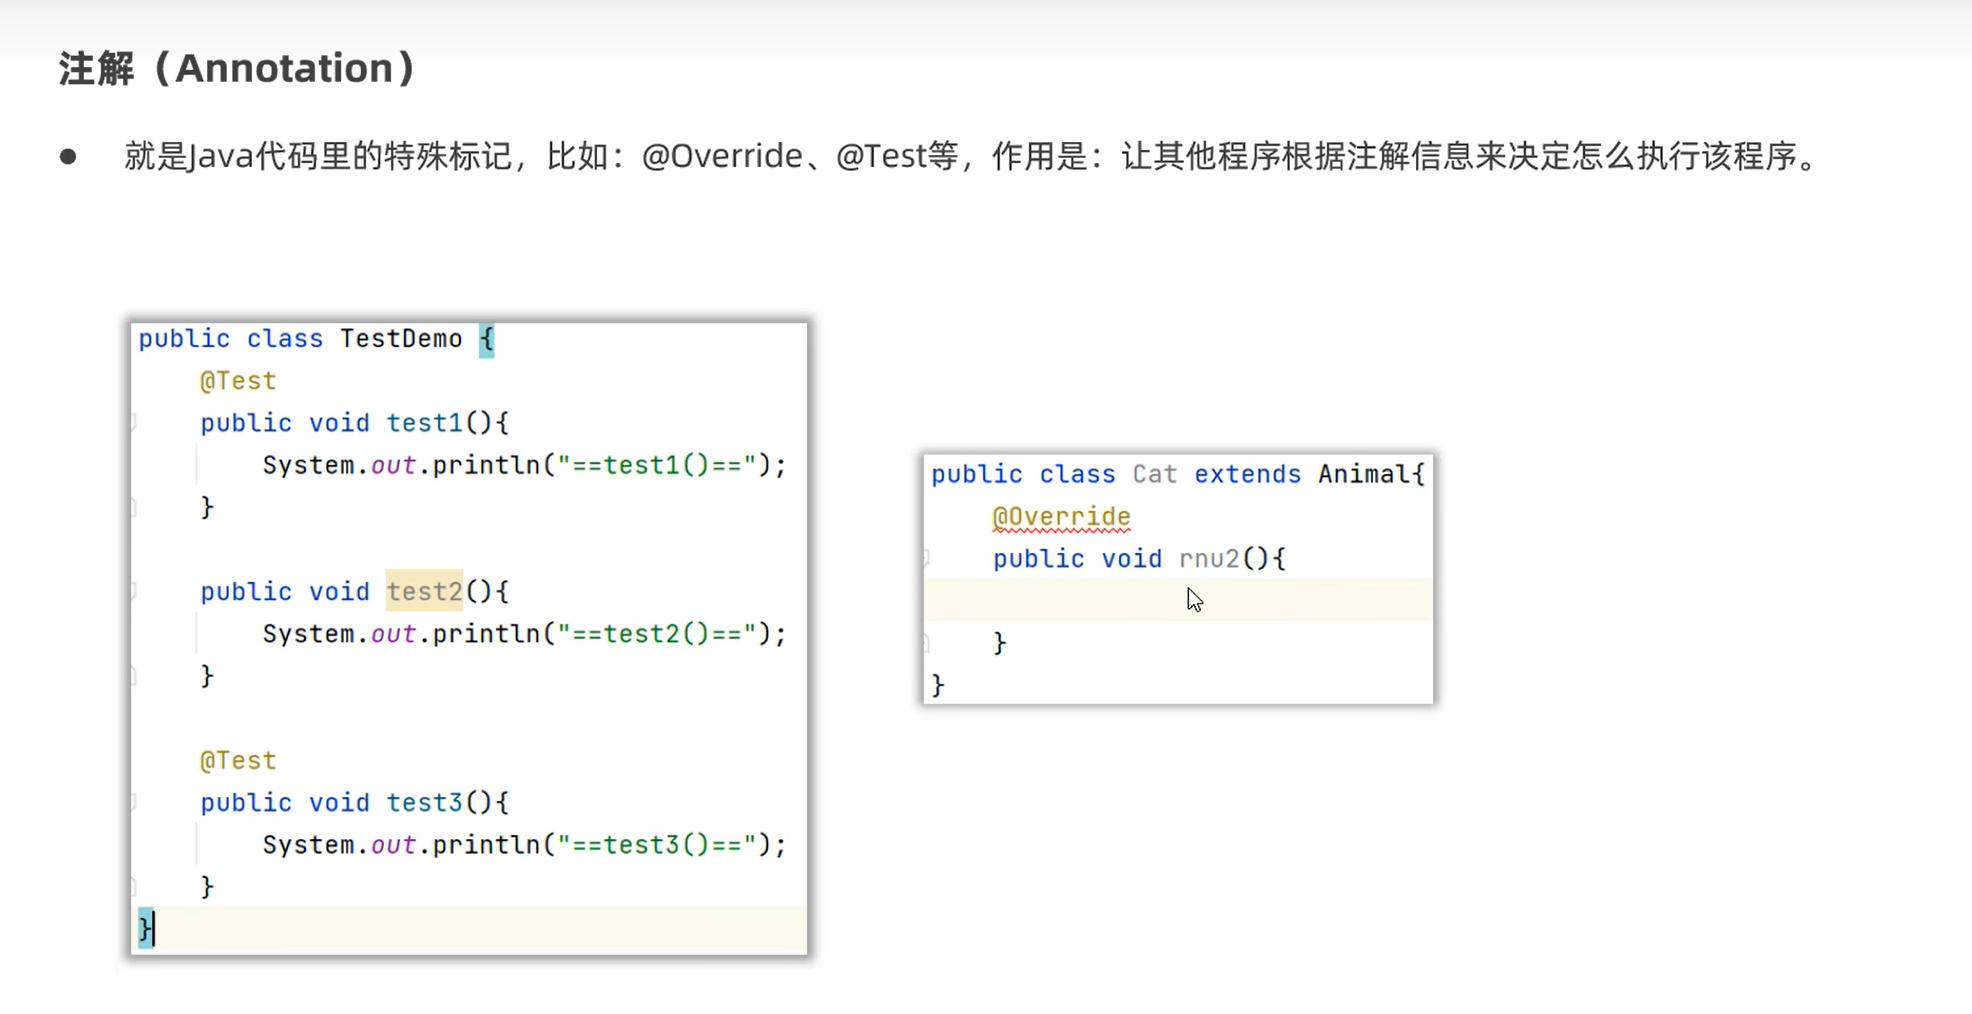 注解（Annotation）
● 就是Java代码里的特殊标记，比如：@Override、@Test等，作用是：让其他程序根据注解信息来决定怎么执行该程序。
public class TestDemo {
@Test
public void test1(){
System.out.println("==test1()==");
}
public void test2(){
System.out.println("==test2()==");
}
@Test
public void test3(){
System.out.println("==test3()==");
}
}
public class Cat extends Animal{
@Override
public void rnu2(){
}
}